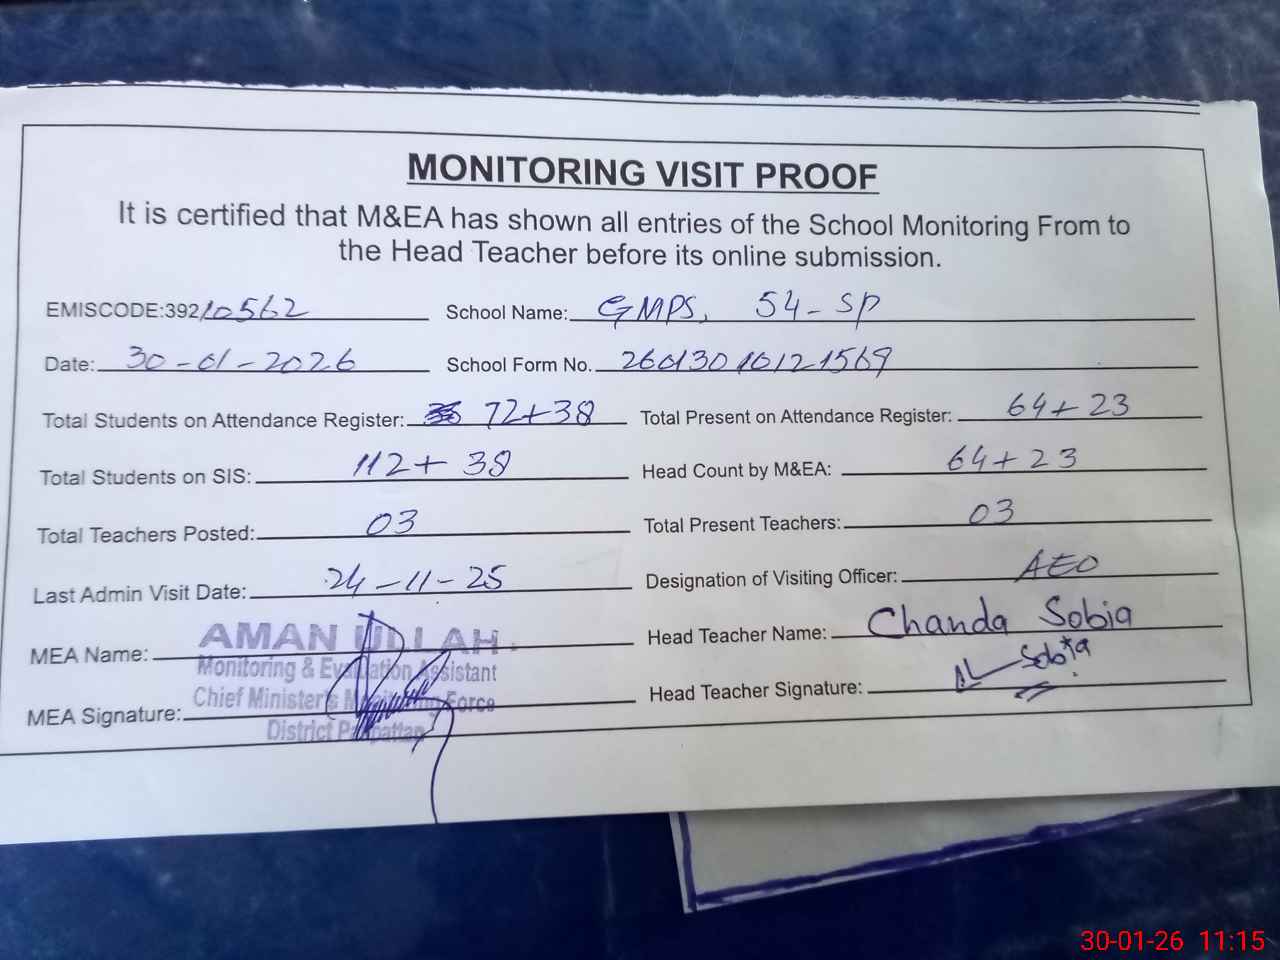 MONITORING VISIT PROOF
It is certified that M&EA has shown all entries of the School Monitoring From to
the Head Teacher before its online submission.
EMISCODE:39210562 School Name: GMPS, 54-SP
Date: 30-01-2026 School Form No. 26013010121569
Total Students on Attendance Register: 72+38 Total Present on Attendance Register: 64+23
Total Students on SIS: 112+38 Head Count by M&EA: 64+23
Total Teachers Posted: 03 Total Present Teachers: 03
Last Admin Visit Date: 24-11-25 Designation of Visiting Officer: AEO
MEA Name: AMAN ULLAH Head Teacher Name: Chanda Sobia
Monitoring & Evaluation Assistant
Chief Minister's Monitoring Force
MEA Signature: Head Teacher Signature: Sobia
District Pakpattan
30-01-26 11:15